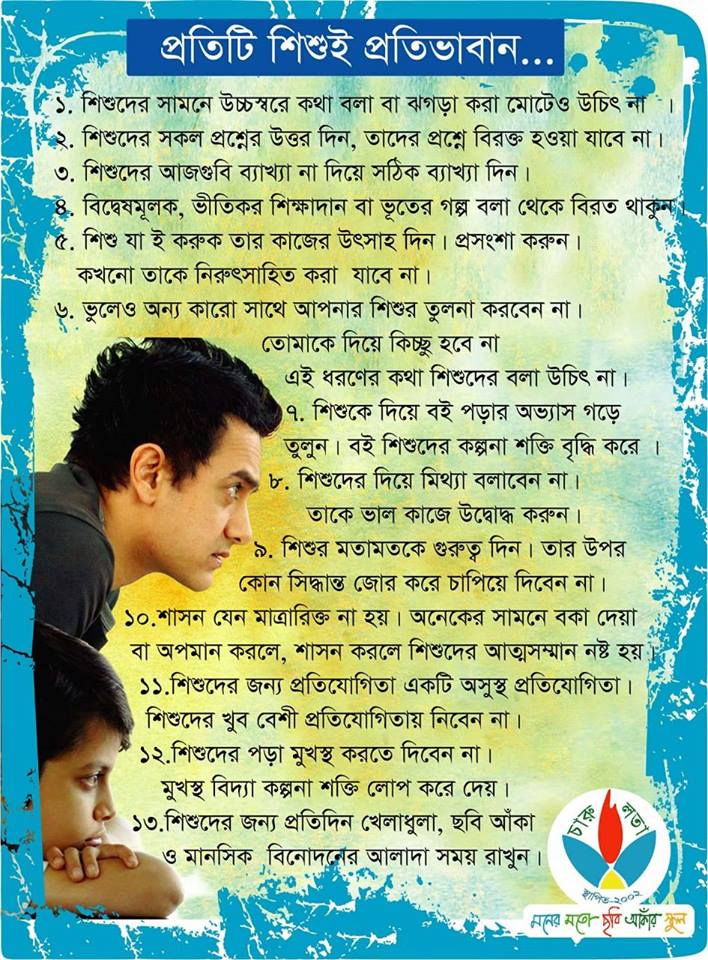 প্রতিটি শিশুই প্রতিভাবান...
১. শিশুদের সামনে উচ্চস্বরে কথা বলা বা ঝগড়া করা মোটেও উচিৎ না ।
২. শিশুদের সকল প্রশ্নের উত্তর দিন, তাদের প্রশ্নে বিরক্ত হওয়া যাবে না।
৩. শিশুদের আজগুবি ব্যাখ্যা না দিয়ে সঠিক ব্যাখ্যা দিন।
৪. বিদ্বেষমূলক, ভীতিকর শিক্ষাদান বা ভূতের গল্প বলা থেকে বিরত থাকুন।
৫. শিশু যা ই করুক তার কাজের উৎসাহ দিন। প্রসংশা করুন।
কখনো তাকে নিরুৎসাহিত করা যাবে না।
৬. ভুলেও অন্য কারো সাথে আপনার শিশুর তুলনা করবেন না।
তোমাকে দিয়ে কিচ্ছু হবে না
এই ধরণের কথা শিশুদের বলা উচিৎ না।
৭. শিশুকে দিয়ে বই পড়ার অভ্যাস গড়ে
তুলুন। বই শিশুদের কল্পনা শক্তি বৃদ্ধি করে ।
৮. শিশুদের দিয়ে মিথ্যা বলাবেন না।
তাকে ভাল কাজে উদ্বোদ্ধ করুন।
৯. শিশুর মতামতকে গুরুত্ব দিন। তার উপর
কোন সিদ্ধান্ত জোর করে চাপিয়ে দিবেন না।
১০.শাসন যেন মাত্রারিক্ত না হয়। অনেকের সামনে বকা দেয়া
বা অপমান করলে, শাসন করলে শিশুদের আত্মসম্মান নষ্ট হয়।
১১.শিশুদের জন্য প্রতিযোগিতা একটি অসুস্থ প্রতিযোগিতা।
শিশুদের খুব বেশী প্রতিযোগিতায় নিবেন না।
১২.শিশুদের পড়া মুখস্থ করতে দিবেন না।
মুখস্থ বিদ্যা কল্পনা শক্তি লোপ করে দেয়।
১৩.শিশুদের জন্য প্রতিদিন খেলাধুলা, ছবি আঁকা
ও মানসিক বিনোদনের আলাদা সময় রাখুন।
চারু লতা
স্থাপিত-২০০২
মনের মতো ছবি আকাঁর স্কুল